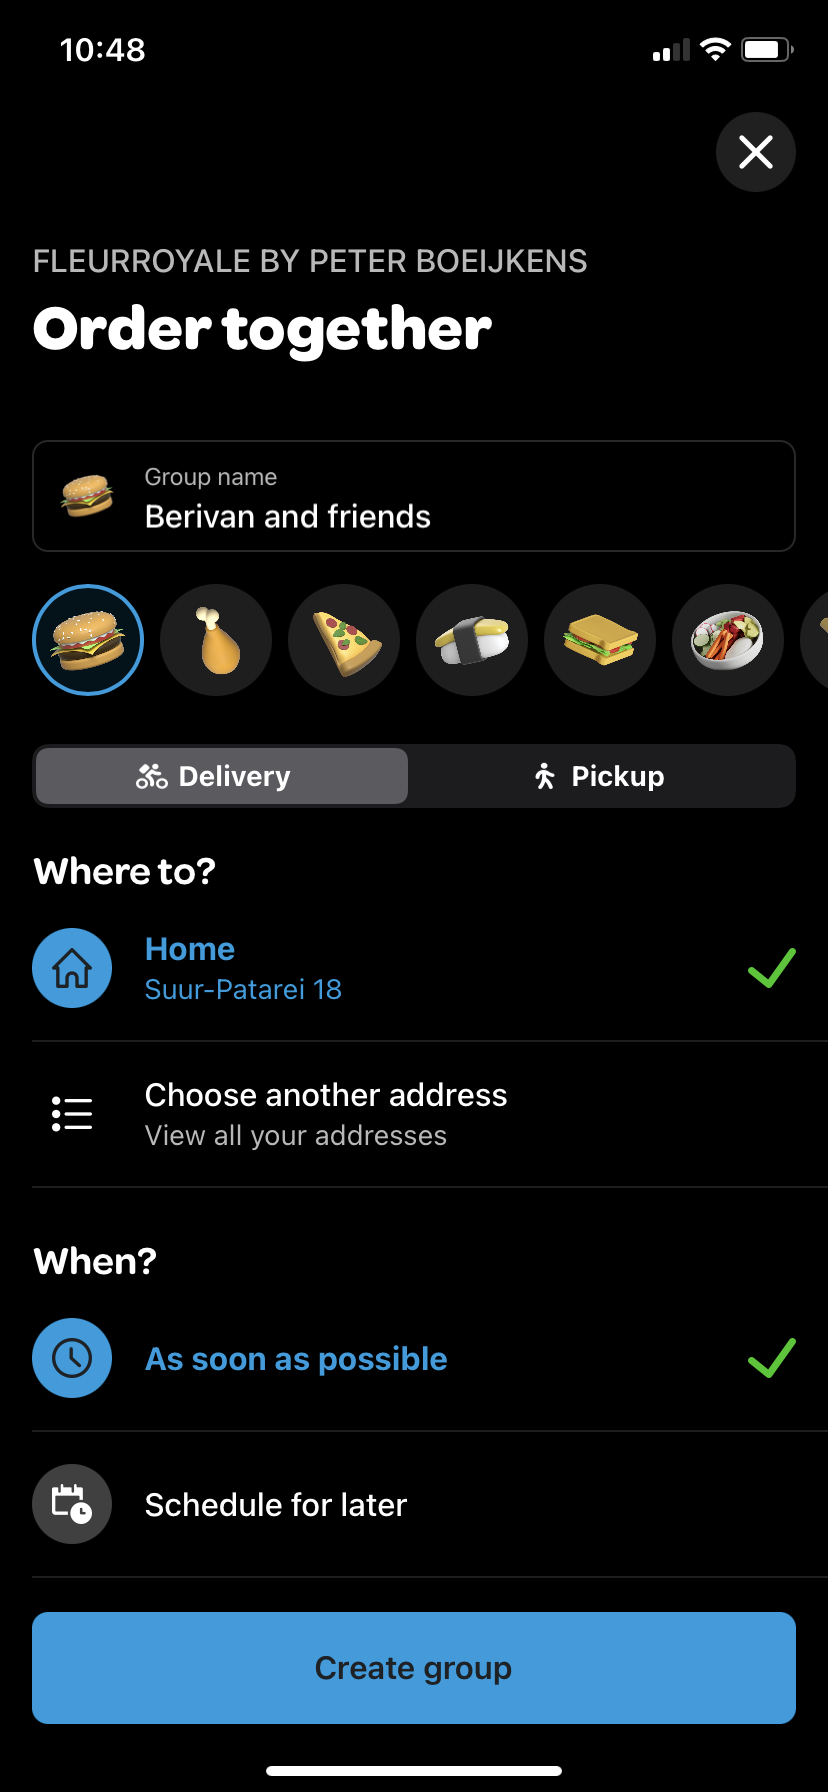 10:48
FLEURROYALE BY PETER BOEIJKENS
Order together
Group name
Berivan and friends
Delivery
Pickup
Where to?
Home
Suur-Patarei 18
Choose another address
View all your addresses
When?
As soon as possible
Schedule for later
Create group